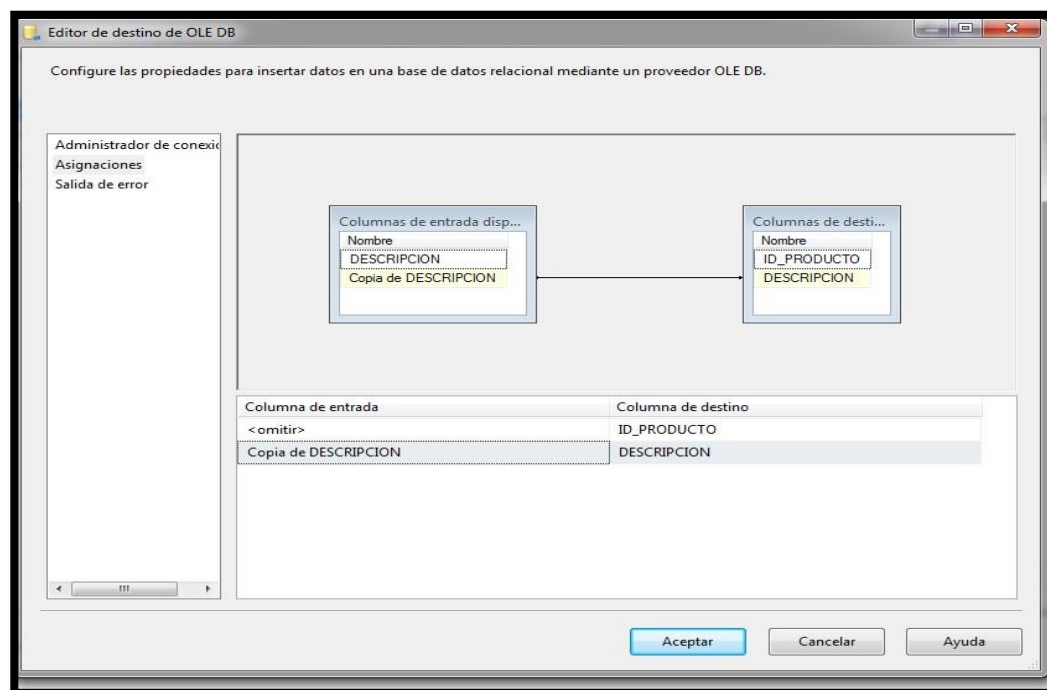 Editor de destino de OLE DB
Configure las propiedades para insertar datos en una base de datos relacional mediante un proveedor OLE DB.
Administrador de conexi
Asignaciones
Salida de error
Columnas de entrada disp...
Nombre
DESCRIPCION
Copia de DESCRIPCION
Columnas de desti...
Nombre
ID_PRODUCTO
DESCRIPCION
Columna de entrada Columna de destino
<omitir> ID_PRODUCTO
Copia de DESCRIPCION DESCRIPCION
Aceptar Cancelar Ayuda